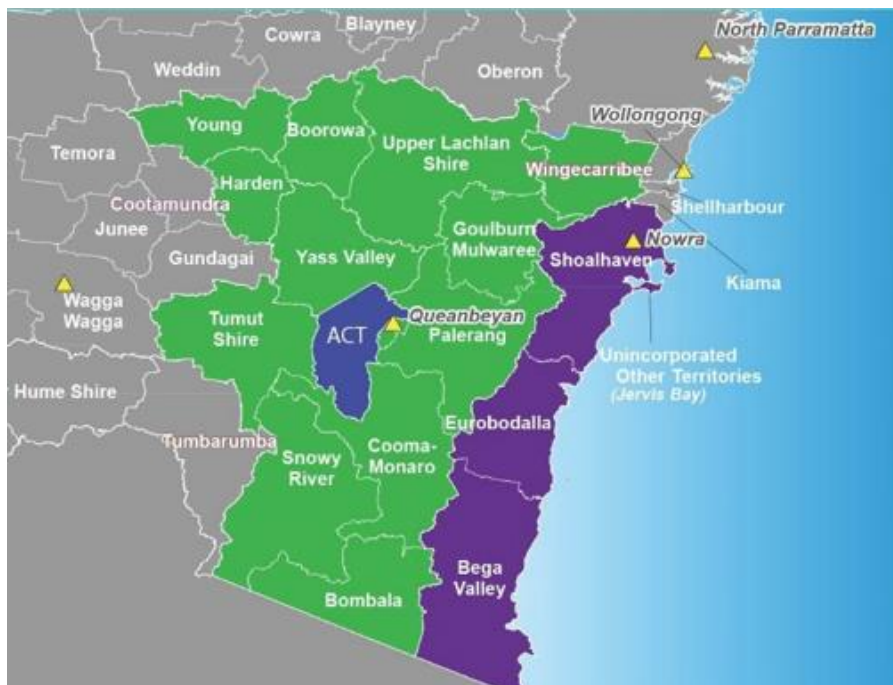 Blayney
Cowra
North Parramatta
Weddin
Oberon
Wollongong
Young
Boorowa
Upper Lachlan
Shire
Temora
Wingecarribee
Harden
Cootamundra
Shellharbour
Junee
Goulburn
Mulwaree
Nowra
Gundagai
Yass Valley
Shoalhaven
Kiama
Wagga
Wagga
Queanbeyan
Tumut
Shire
ACT
Palerang
Unincorporated
Other Territories
(Jervis Bay)
Hume Shire
Eurobodalla
Tumbarumba
Cooma-
Monaro
Snowy
River
Bega
Valley
Bombala